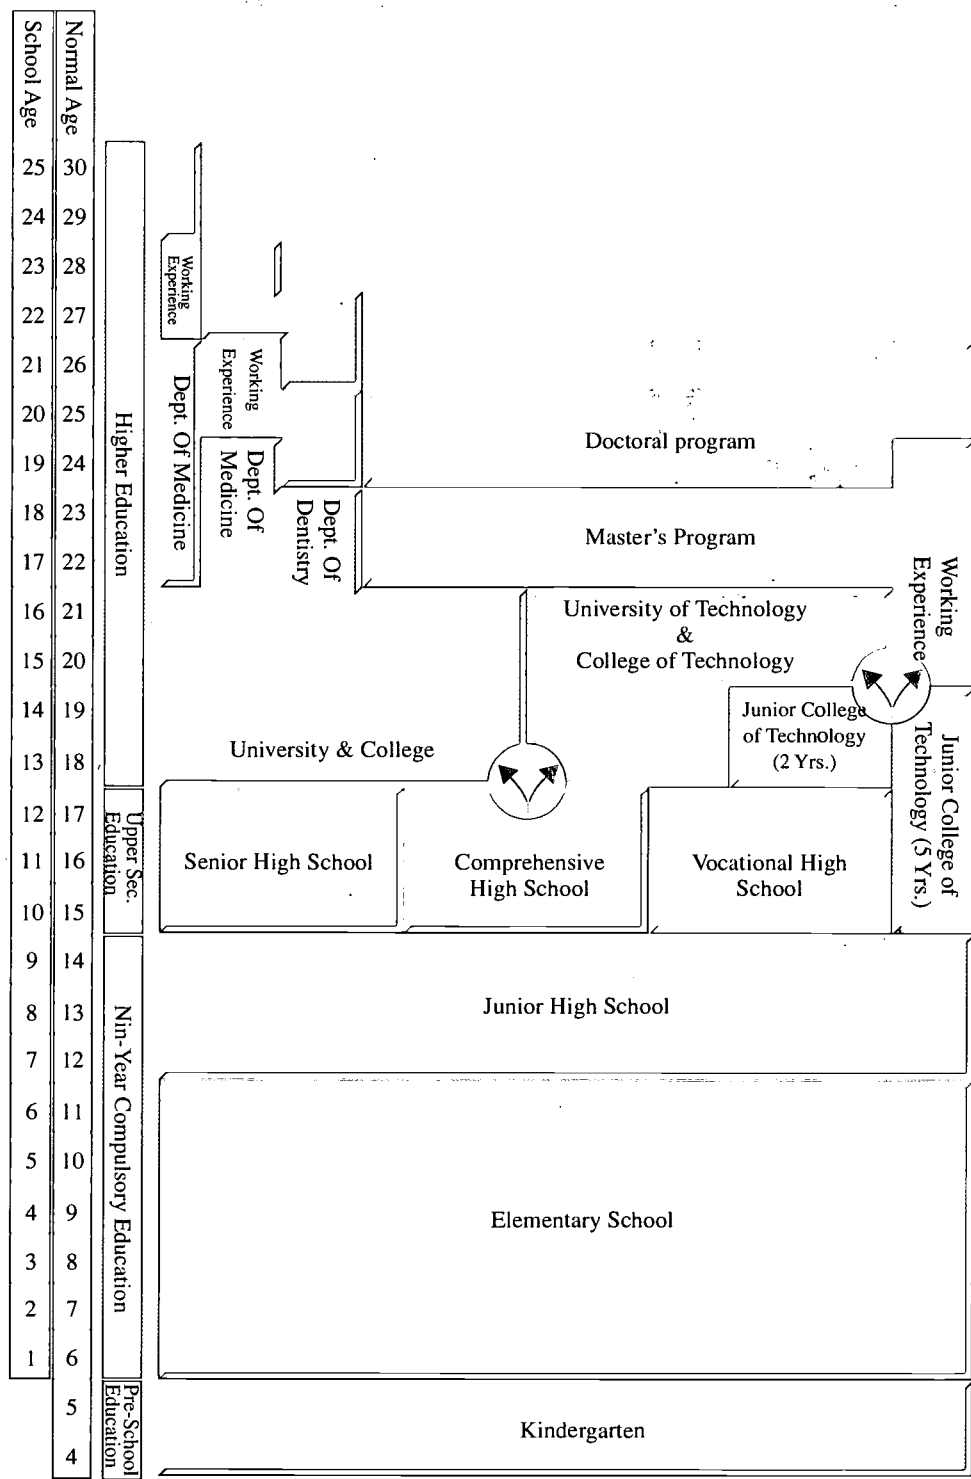 School Age
Normal Age
25 30
24 29
23 28
22 27
21 26
20 25
19 24
18 23
17 22
16 21
15 20
14 19
13 18
12 17
11 16
10 15
9 14
8 13
7 12
6 11
5 10
4 9
3 8
2 7
1 6
5
4
Higher Education
Upper Sec.
Education
Nin-Year Compulsory Education
Pre-School
Education
Working
Experience
Dept. Of Medicine
Working
Experience
Dept. Of
Medicine
Dept. Of
Dentistry
Doctoral program
Master's Program
University of Technology
&
College of Technology
Working
Experience
Junior College
of Technology
(2 Yrs.)
Junior College of
Technology (5 Yrs.)
University & College
Senior High School
Comprehensive
High School
Vocational High
School
Junior High School
Elementary School
Kindergarten